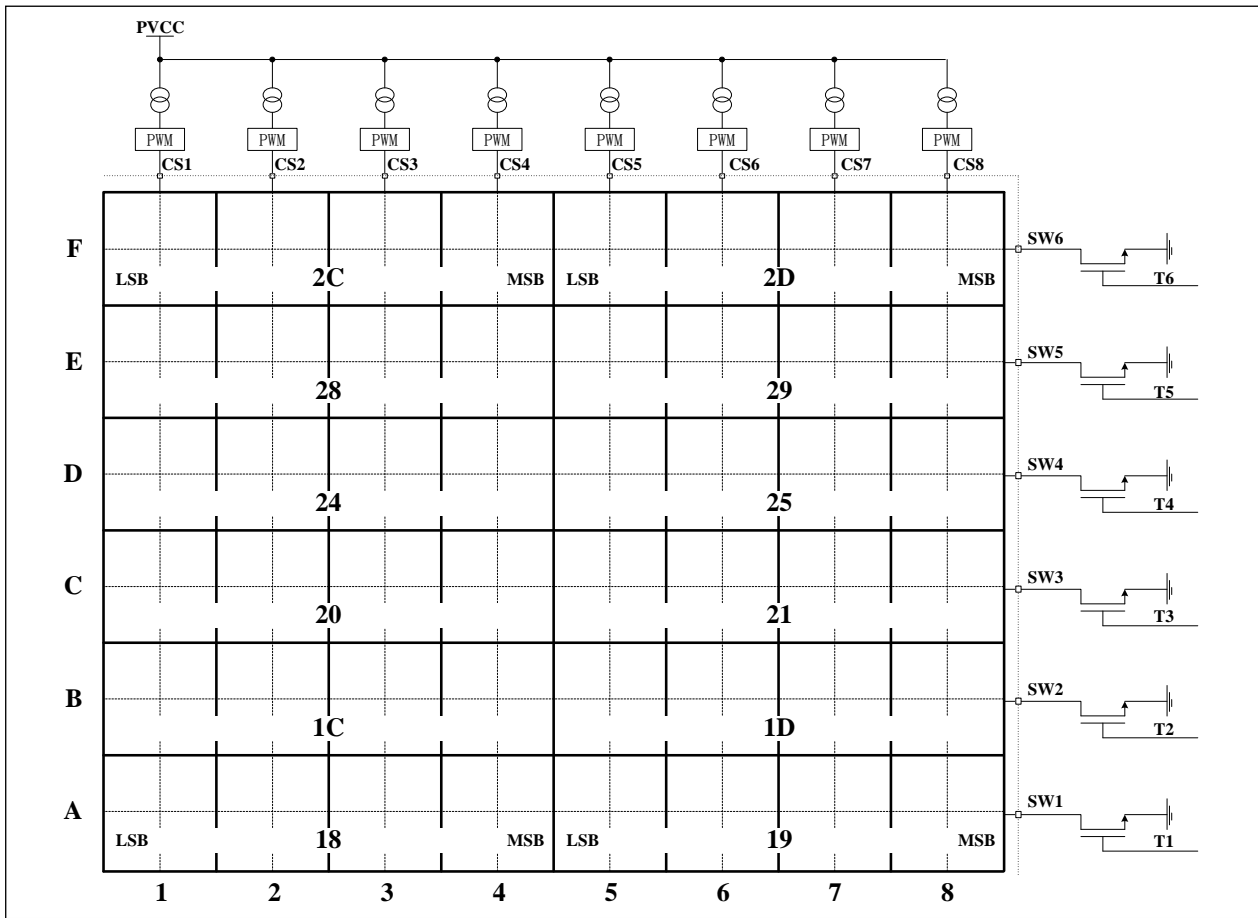 PVCC
PWM PWM PWM PWM PWM PWM PWM PWM
CS1 CS2 CS3 CS4 CS5 CS6 CS7 CS8
SW6
F
LSB 2C MSB LSB 2D MSB
T6
SW5
E
28 29
T5
SW4
D
24 25
T4
SW3
C
20 21
T3
SW2
B
1C 1D
T2
SW1
A
LSB 18 MSB LSB 19 MSB
T1
1 2 3 4 5 6 7 8